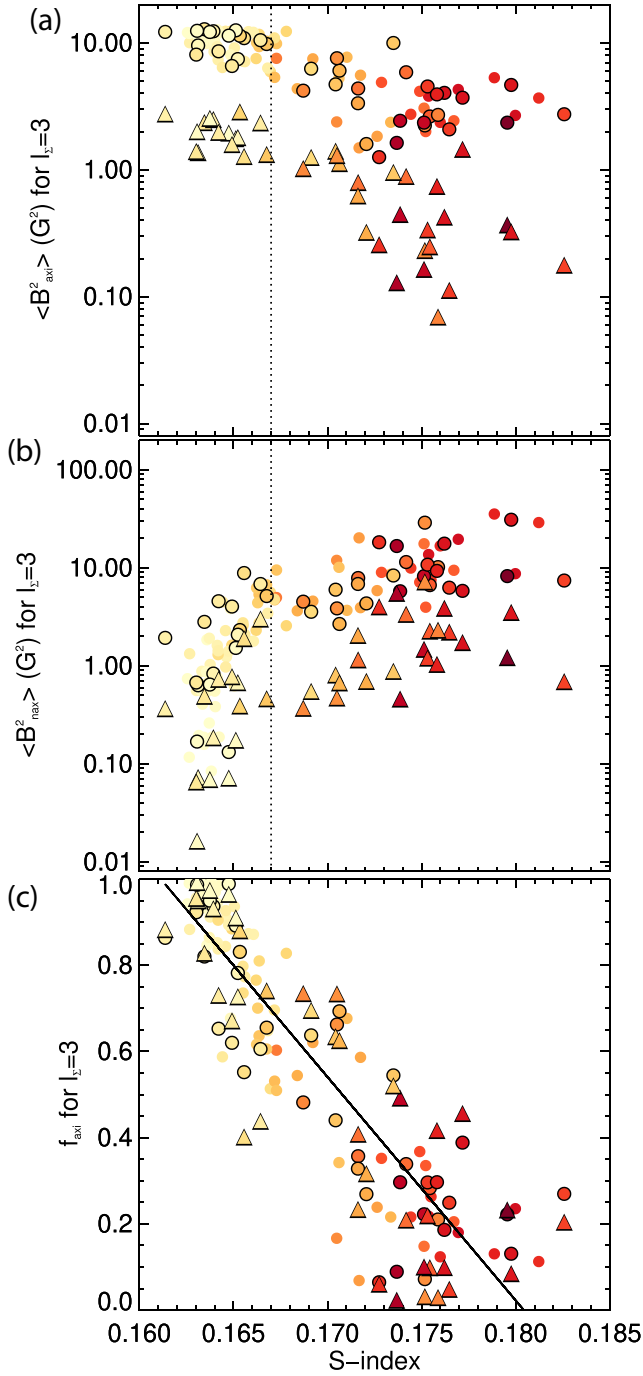 (a)
10.00
1.00
0.10
0.01
<B²axi> (G²) for lΣ=3
(b)
100.00
10.00
1.00
0.10
0.01
<B²nax> (G²) for lΣ=3
(c)
1.0
0.8
0.6
0.4
0.2
0.0
faxi for lΣ=3
0.160 0.165 0.170 0.175 0.180 0.185
S-index